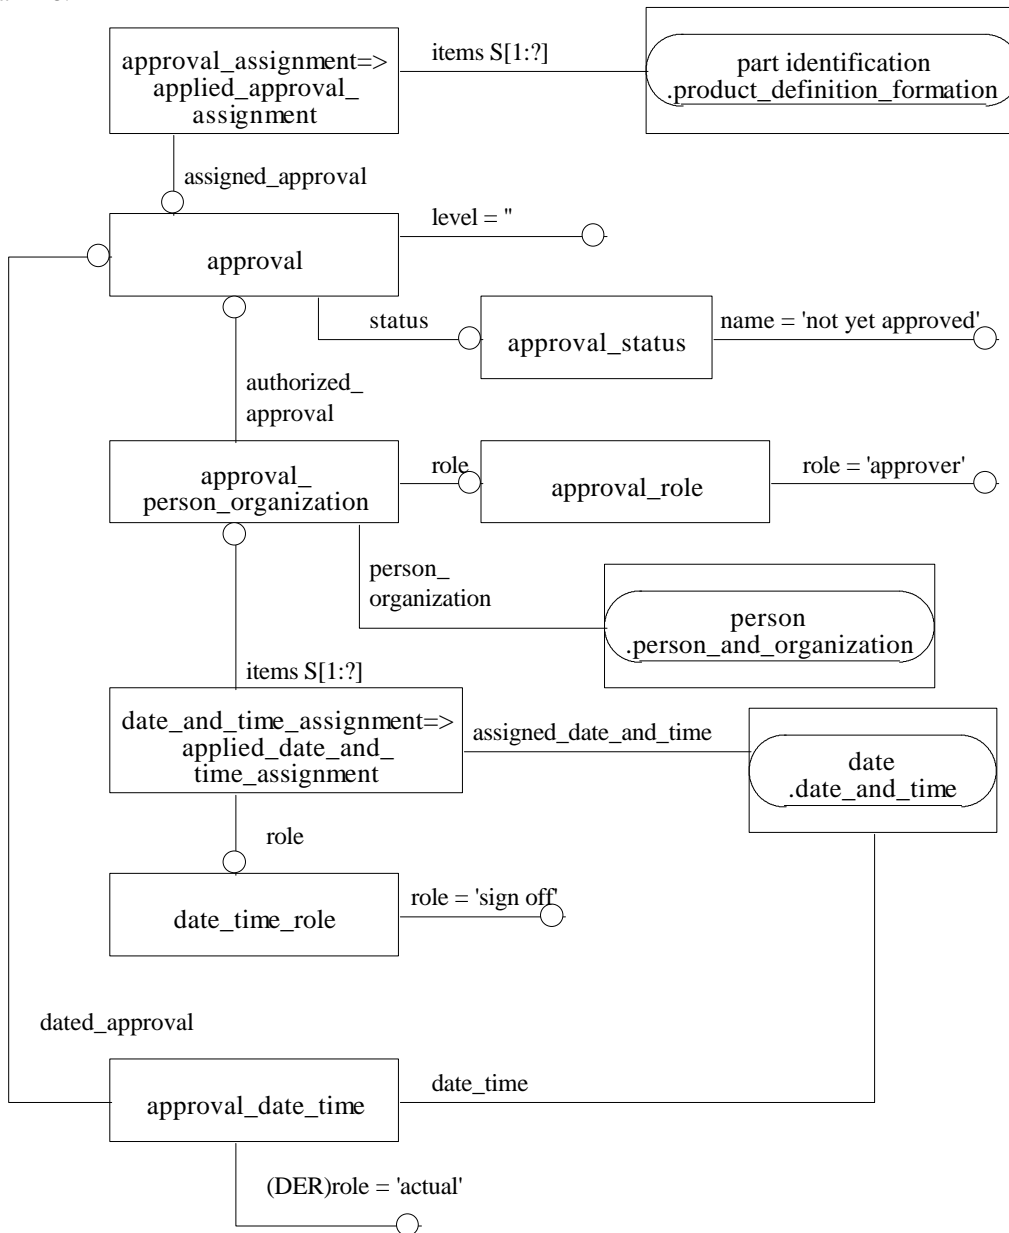 approval_assignment=>
applied_approval_
assignment
items S[1:?]
part identification
.product_definition_formation
assigned_approval
approval
level = ''
status
approval_status
name = 'not yet approved'
authorized_
approval
approval_
person_organization
role
approval_role
role = 'approver'
person_
organization
person
.person_and_organization
items S[1:?]
date_and_time_assignment=>
applied_date_and_
time_assignment
assigned_date_and_time
date
.date_and_time
role
date_time_role
role = 'sign off'
dated_approval
approval_date_time
date_time
(DER)role = 'actual'